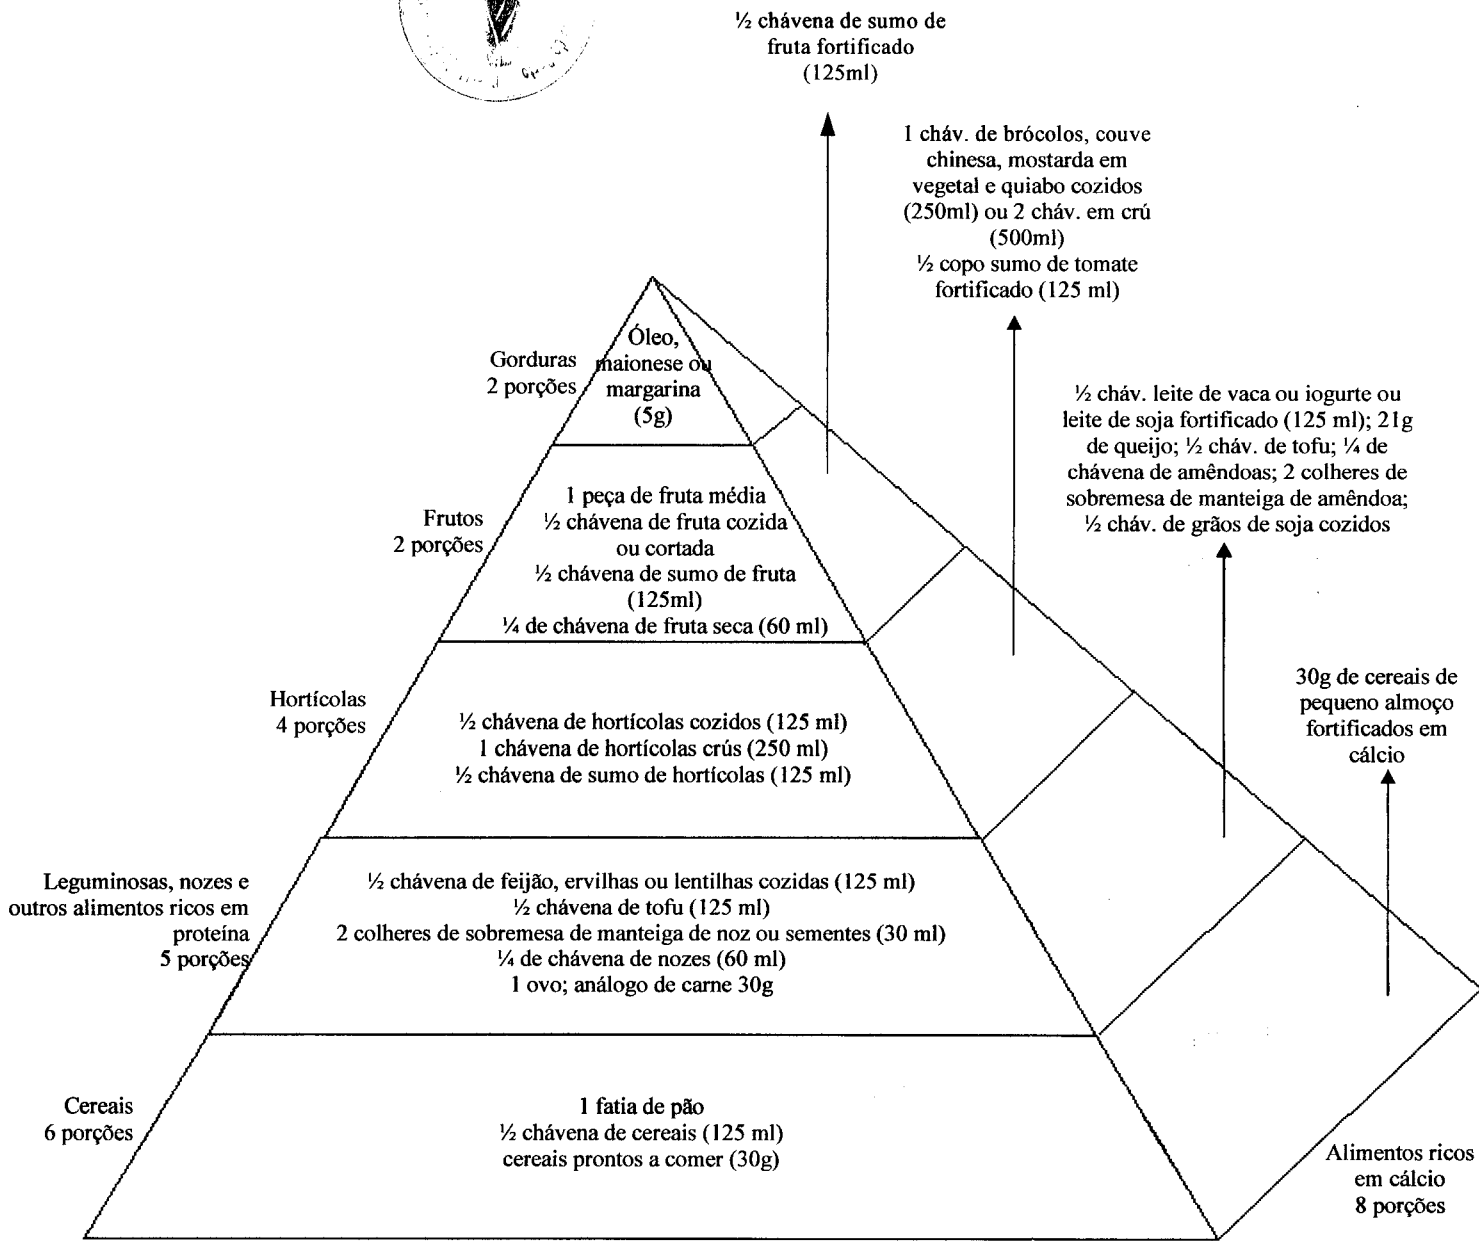 ½ chávena de sumo de
fruta fortificado
(125ml)
1 cháv. de brócolos, couve
chinesa, mostarda em
vegetal e quiabo cozidos
(250ml) ou 2 cháv. em crú
(500ml)
½ copo sumo de tomate
fortificado (125 ml)
½ cháv. leite de vaca ou iogurte ou
leite de soja fortificado (125 ml); 21g
de queijo; ½ cháv. de tofu; ¼ de
chávena de amêndoas; 2 colheres de
sobremesa de manteiga de amêndoa;
½ cháv. de grãos de soja cozidos
30g de cereais de
pequeno almoço
fortificados em
cálcio
Gorduras
2 porções
Óleo,
maionese ou
margarina
(5g)
Frutos
2 porções
1 peça de fruta média
½ chávena de fruta cozida
ou cortada
½ chávena de sumo de fruta
(125ml)
¼ de chávena de fruta seca (60 ml)
Hortícolas
4 porções
½ chávena de hortícolas cozidos (125 ml)
1 chávena de hortícolas crús (250 ml)
½ chávena de sumo de hortícolas (125 ml)
Leguminosas, nozes e
outros alimentos ricos em
proteína
5 porções
½ chávena de feijão, ervilhas ou lentilhas cozidas (125 ml)
½ chávena de tofu (125 ml)
2 colheres de sobremesa de manteiga de noz ou sementes (30 ml)
¼ de chávena de nozes (60 ml)
1 ovo; análogo de carne 30g
Cereais
6 porções
1 fatia de pão
½ chávena de cereais (125 ml)
cereais prontos a comer (30g)
Alimentos ricos
em cálcio
8 porções